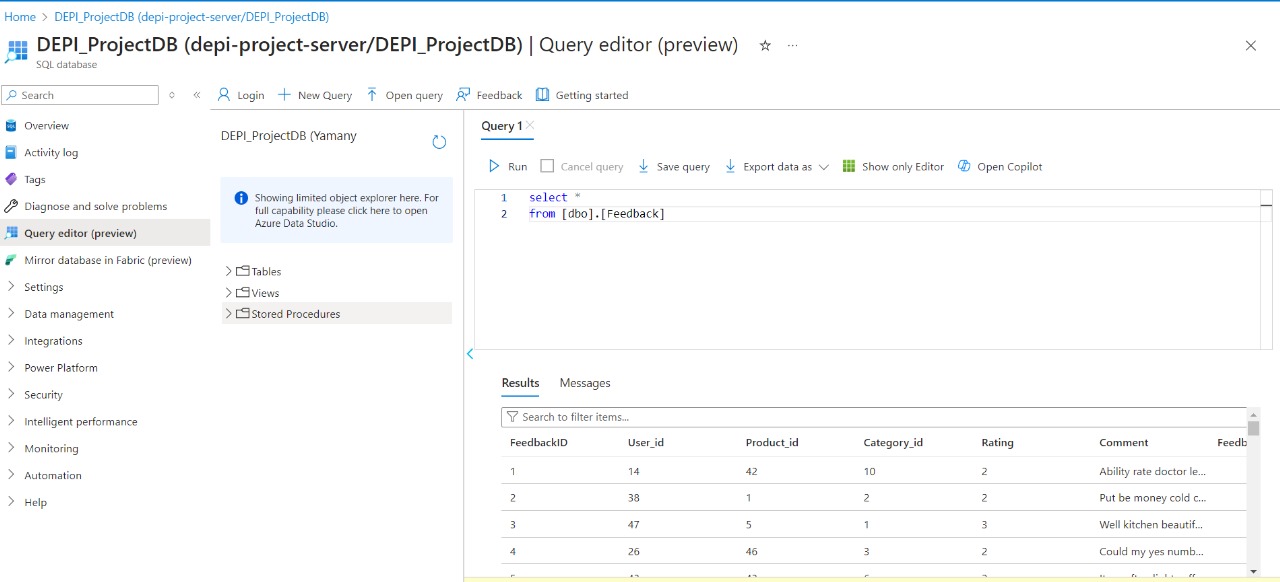 Home > DEPI_ProjectDB (depi-project-server/DEPI_ProjectDB)
DEPI_ProjectDB (depi-project-server/DEPI_ProjectDB) | Query editor (preview)
SQL database
Search
Overview
Activity log
Tags
Diagnose and solve problems
Query editor (preview)
Mirror database in Fabric (preview)
Settings
Data management
Integrations
Power Platform
Security
Intelligent performance
Monitoring
Automation
Help
Login New Query Open query Feedback Getting started
DEPI_ProjectDB (Yamany
Showing limited object explorer here. For
full capability please click here to open
Azure Data Studio.
Tables
Views
Stored Procedures
Query 1
Run Cancel query Save query Export data as Show only Editor Open Copilot
1 select *
2 from [dbo].[Feedback]
Results Messages
Search to filter items...
FeedbackID User_id Product_id Category_id Rating Comment Feedb
1 14 42 10 2 Ability rate doctor le...
2 38 1 2 2 Put be money cold c...
3 47 5 1 3 Well kitchen beautif...
4 26 46 3 2 Could my yes numb...